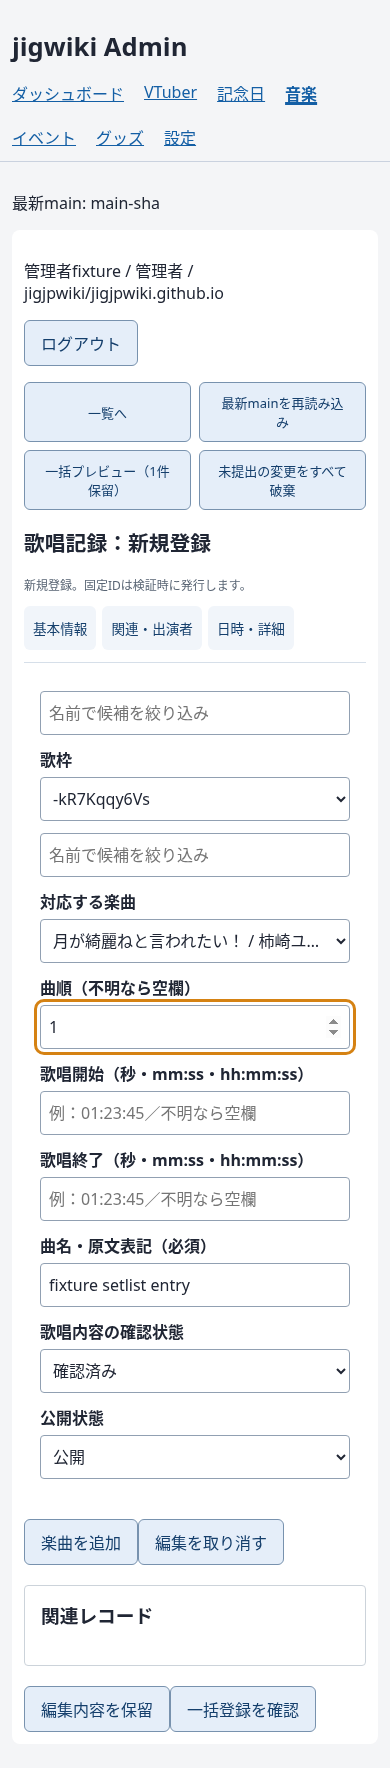 jigwiki Admin
ダッシュボード VTuber 記念日 音楽
イベント グッズ 設定
最新main: main-sha
管理者fixture / 管理者 /
jigjpwiki/jigjpwiki.github.io
ログアウト
一覧へ
最新mainを再読み込
み
一括プレビュー（1件
保留）
未提出の変更をすべて
破棄
歌唱記録：新規登録
新規登録。固定IDは検証時に発行します。
基本情報 関連・出演者 日時・詳細
名前で候補を絞り込み
歌枠
-kR7Kqqy6Vs
名前で候補を絞り込み
対応する楽曲
月が綺麗ねと言われたい！ / 柿崎ユ...
曲順（不明なら空欄）
1
歌唱開始（秒・mm:ss・hh:mm:ss）
例：01:23:45／不明なら空欄
歌唱終了（秒・mm:ss・hh:mm:ss）
例：01:23:45／不明なら空欄
曲名・原文表記（必須）
fixture setlist entry
歌唱内容の確認状態
確認済み
公開状態
公開
楽曲を追加 編集を取り消す
関連レコード
編集内容を保留 一括登録を確認